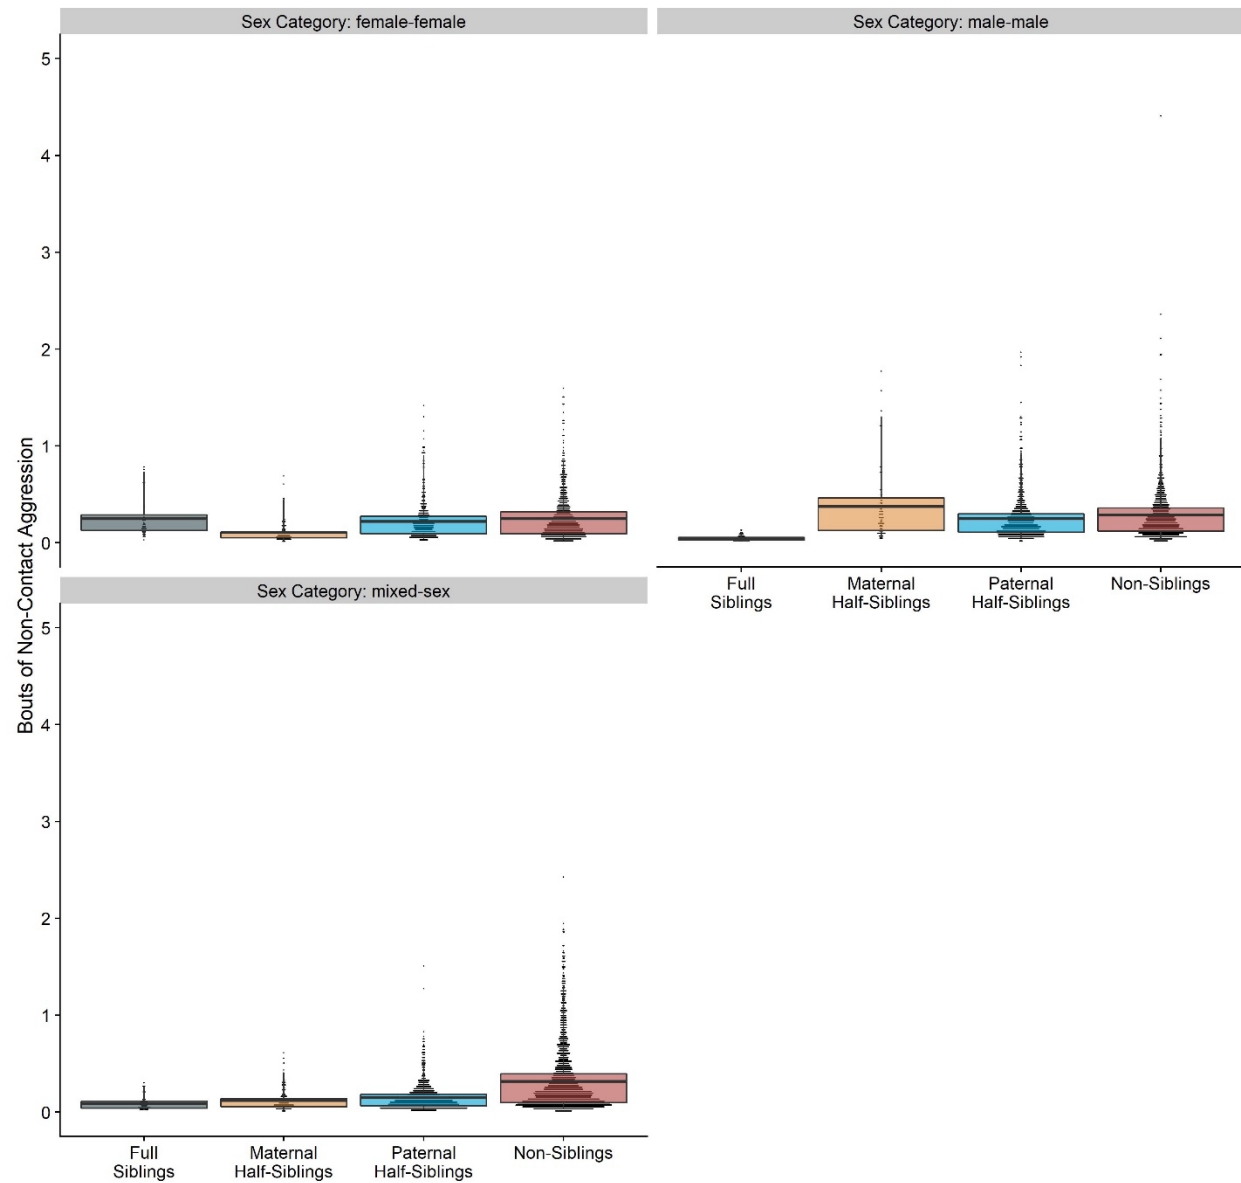 Sex Category: female-female
Sex Category: male-male
5
4
3
2
1
0
Full
Siblings
Maternal
Half-Siblings
Paternal
Half-Siblings
Non-Siblings
Bouts of Non-Contact Aggression
Sex Category: mixed-sex
5
4
3
2
1
0
Full
Siblings
Maternal
Half-Siblings
Paternal
Half-Siblings
Non-Siblings